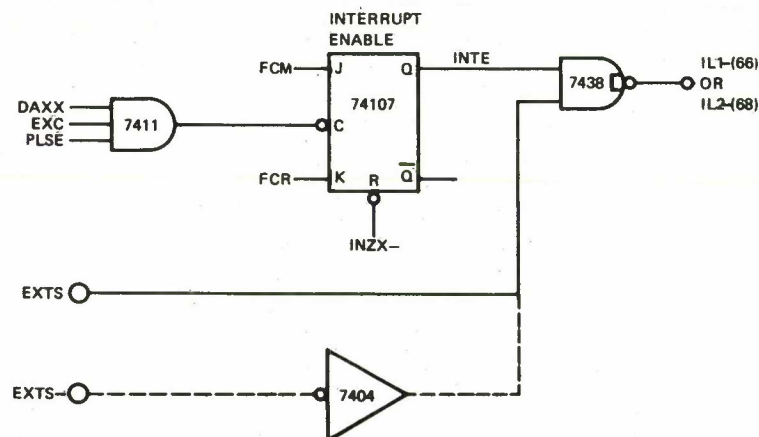 INTERRUPT
ENABLE
FCM
J
Q
INTE
7438
IL1-(66)
OR
IL2-(68)
DAXX
EXC
PLSE
7411
C
74107
FCR
K
R
Q
INZX-
EXTS
EXTS-
7404